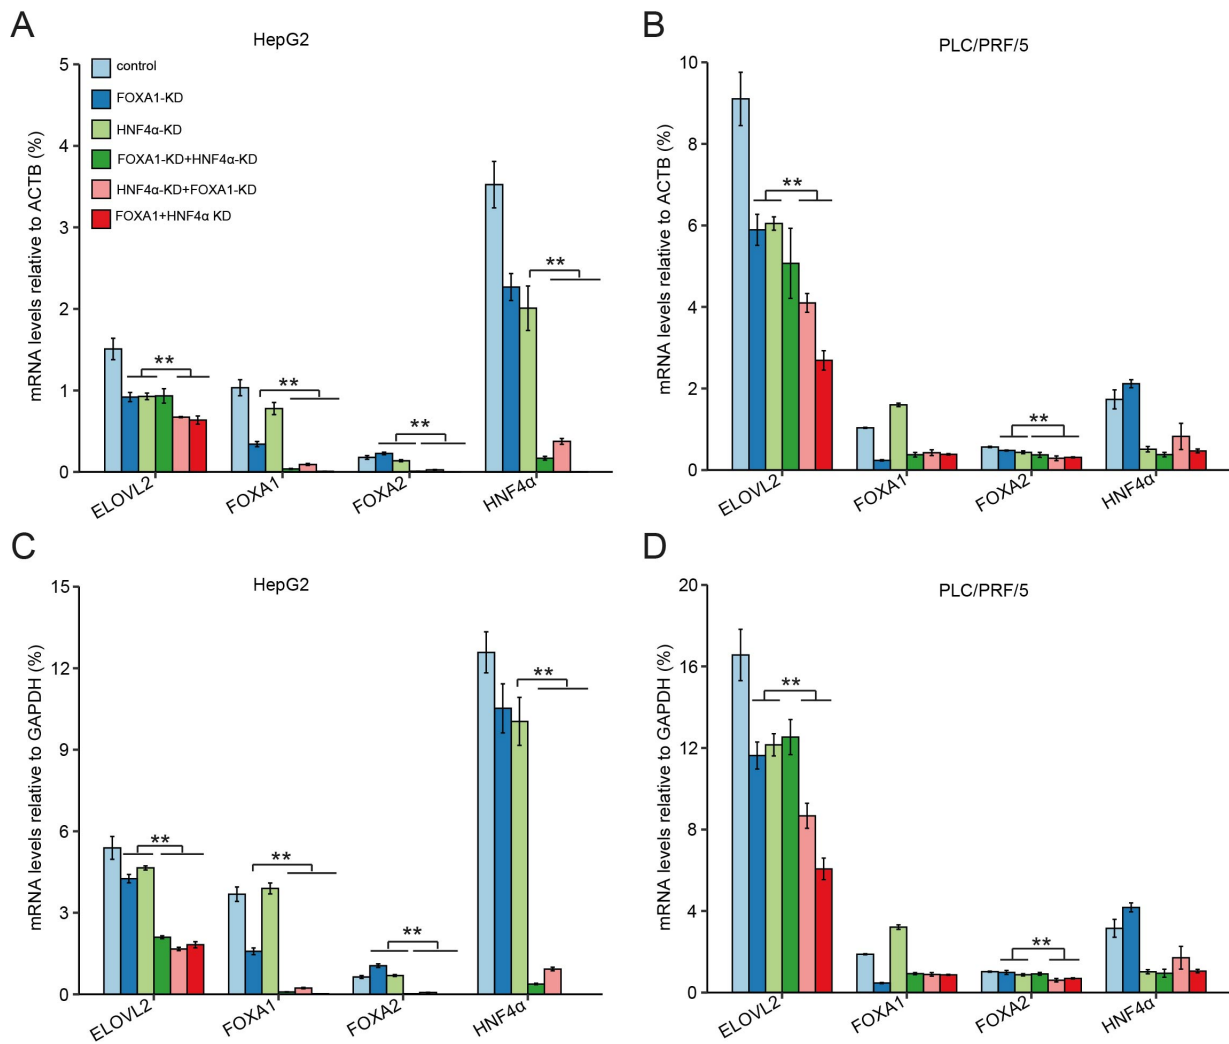 A
HepG2
mRNA levels relative to ACTB (%)
5
4
3
2
1
0
control
FOXA1-KD
HNF4α-KD
FOXA1-KD+HNF4α-KD
HNF4α-KD+FOXA1-KD
FOXA1+HNF4α KD
**
**
**
**
ELOVL2
FOXA1
FOXA2
HNF4α
B
PLC/PRF/5
mRNA levels relative to ACTB (%)
10
8
6
4
2
0
**
**
ELOVL2
FOXA1
FOXA2
HNF4α
C
HepG2
mRNA levels relative to GAPDH (%)
15
12
9
6
3
0
**
**
**
**
ELOVL2
FOXA1
FOXA2
HNF4α
D
PLC/PRF/5
mRNA levels relative to GAPDH (%)
20
16
12
8
4
0
**
**
ELOVL2
FOXA1
FOXA2
HNF4α